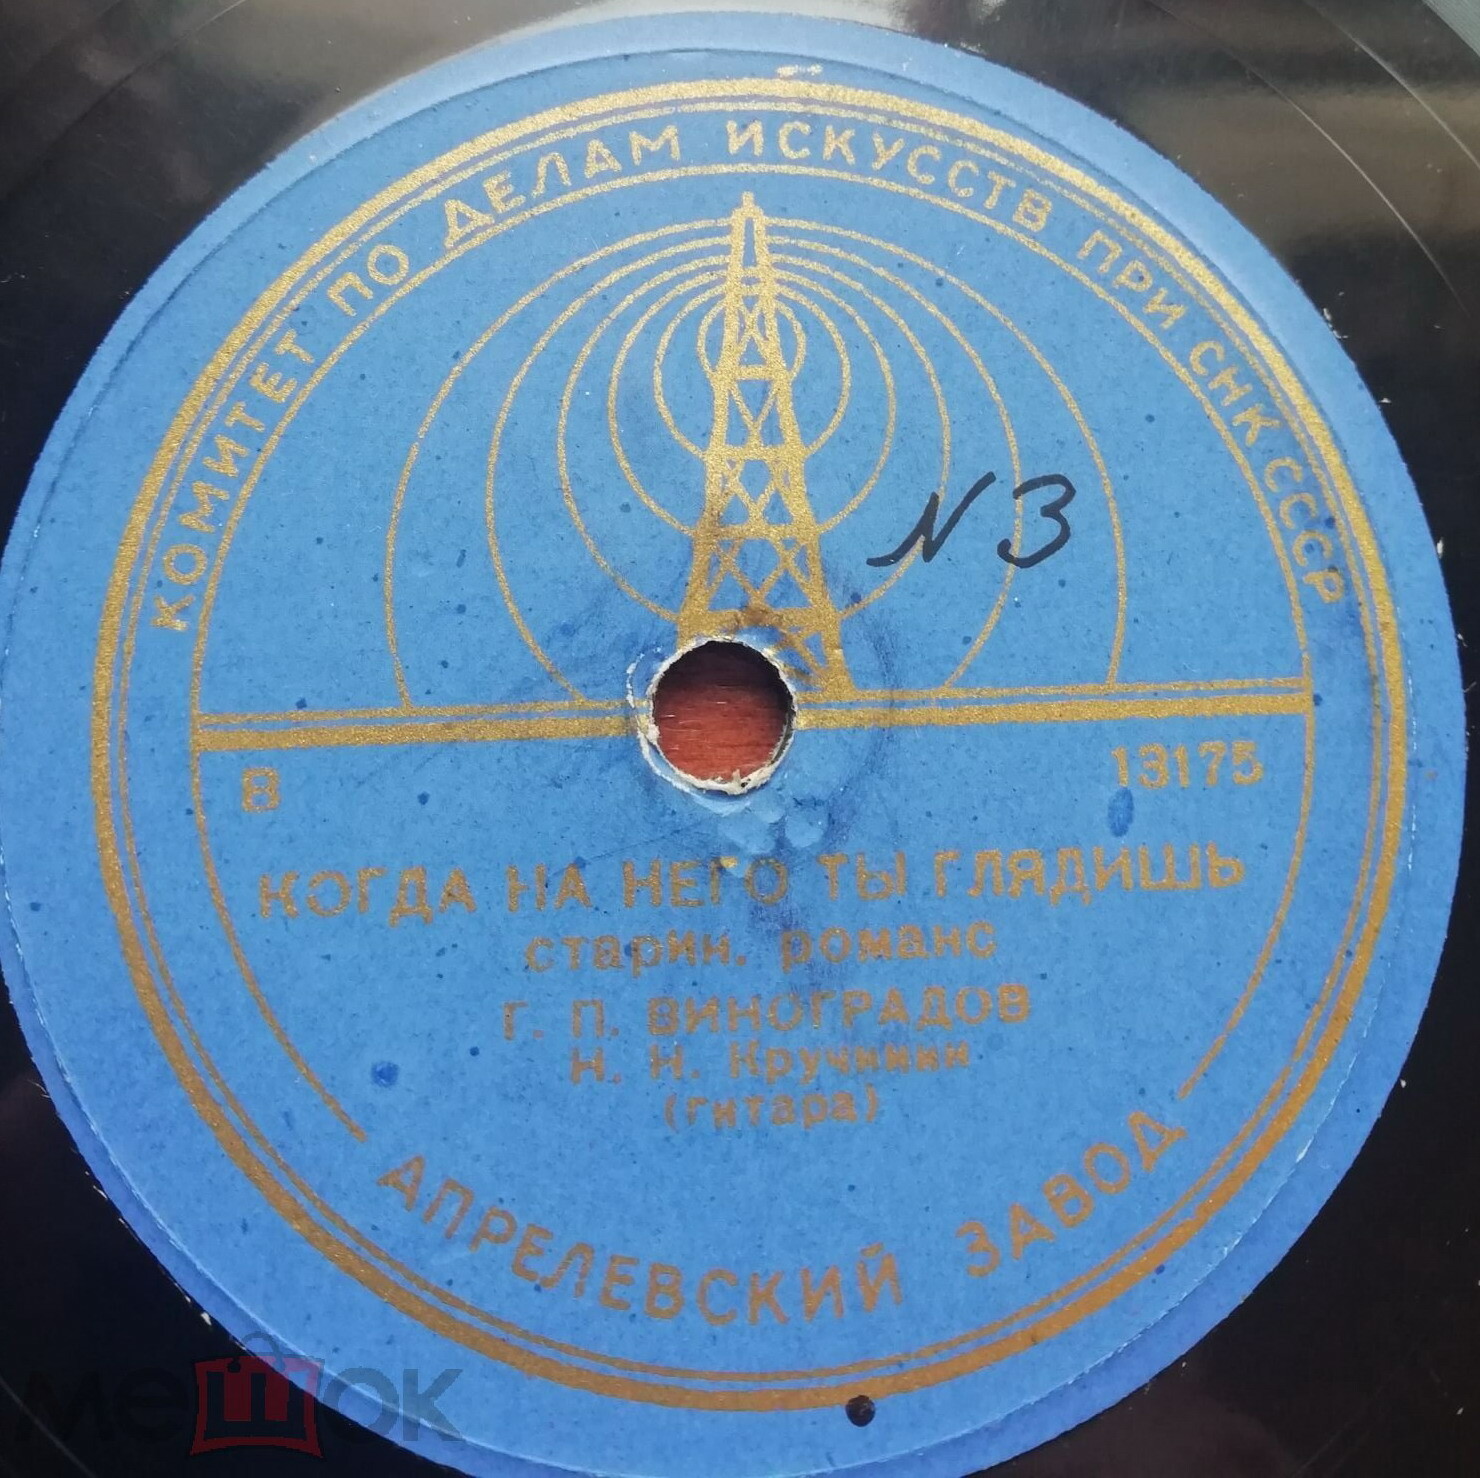 КОМИТЕТ ПО ДЕЛАМ ИСКУССТВ ПРИ СНК СССР
N 3
В 13175
КОГДА НА НЕГО ТЫ ГЛЯДИШЬ
старин. романс
Г. П. ВИНОГРАДОВ
Н. Н. Кручинин
(гитара)
АПРЕЛЕВСКИЙ ЗАВОД
мешок